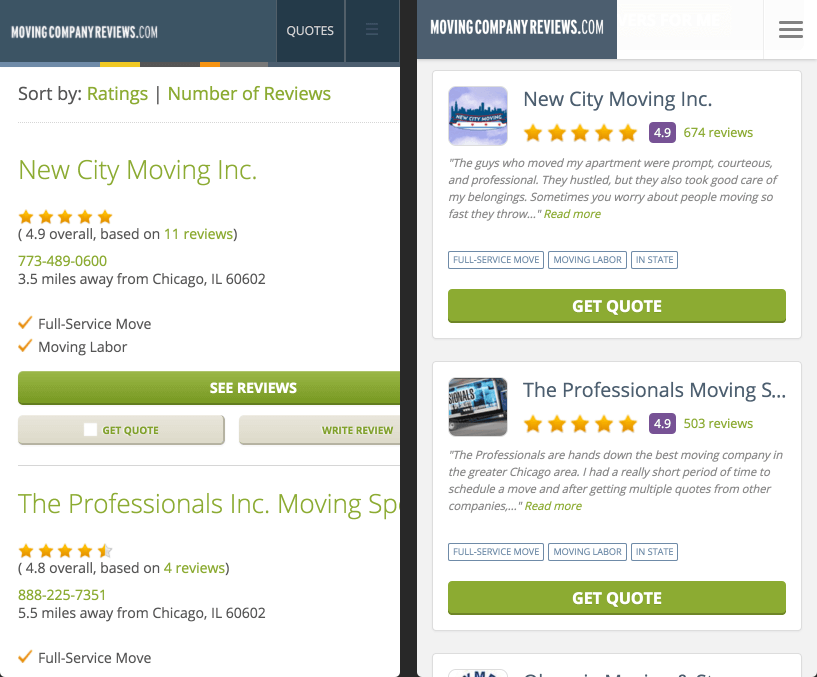 MOVINGCOMPANYREVIEWS.COM
QUOTES
Sort by: Ratings | Number of Reviews
New City Moving Inc.
( 4.9 overall, based on 11 reviews)
773-489-0600
3.5 miles away from Chicago, IL 60602
Full-Service Move
Moving Labor
SEE REVIEWS
GET QUOTE
WRITE REVIEW
The Professionals Inc. Moving Spe
( 4.8 overall, based on 4 reviews)
888-225-7351
5.5 miles away from Chicago, IL 60602
Full-Service Move
MOVINGCOMPANYREVIEWS.COM
FOR ME
NEW CITY MOVING
New City Moving Inc.
4.9 674 reviews
"The guys who moved my apartment were prompt, courteous,
and professional. They hustled, but they also took good care of
my belongings. Sometimes you worry about people moving so
fast they throw..." Read more
FULL-SERVICE MOVE
MOVING LABOR
IN STATE
GET QUOTE
SIONALS
The Professionals Moving S...
4.9 503 reviews
"The Professionals are hands down the best moving company in
the greater Chicago area. I had a really short period of time to
schedule a move and after getting multiple quotes from other
companies,..." Read more
FULL-SERVICE MOVE
MOVING LABOR
IN STATE
GET QUOTE